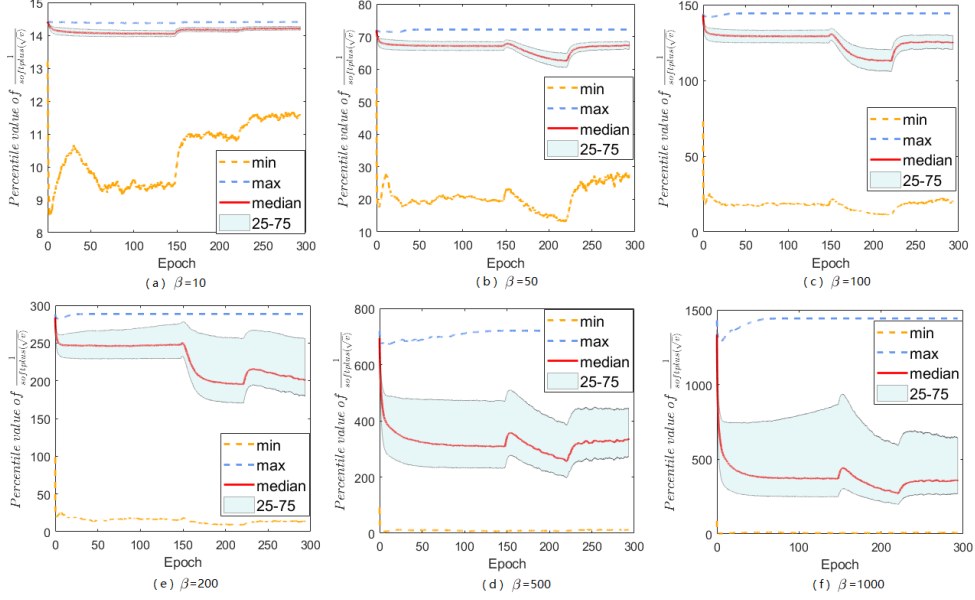 Percentile value of 1/softplus(√v)
15
14
13
12
11
10
9
8
0
50
100
150
200
250
300
min
max
median
25-75
Epoch
( a ) β=10
Percentile value of 1/softplus(√v)
80
70
60
50
40
30
20
10
0
50
100
150
200
250
300
min
max
median
25-75
Epoch
( b ) β=50
Percentile value of 1/softplus(√v)
150
100
50
0
0
50
100
150
200
250
300
min
max
median
25-75
Epoch
( c ) β=100
Percentile value of 1/softplus(√v)
300
250
200
150
100
50
0
0
50
100
150
200
250
300
min
max
median
25-75
Epoch
( e ) β=200
Percentile value of 1/softplus(√v)
800
600
400
200
0
0
50
100
150
200
250
300
min
max
median
25-75
Epoch
( d ) β=500
Percentile value of 1/softplus(√v)
1500
1000
500
0
0
50
100
150
200
250
300
min
max
median
25-75
Epoch
( f ) β=1000